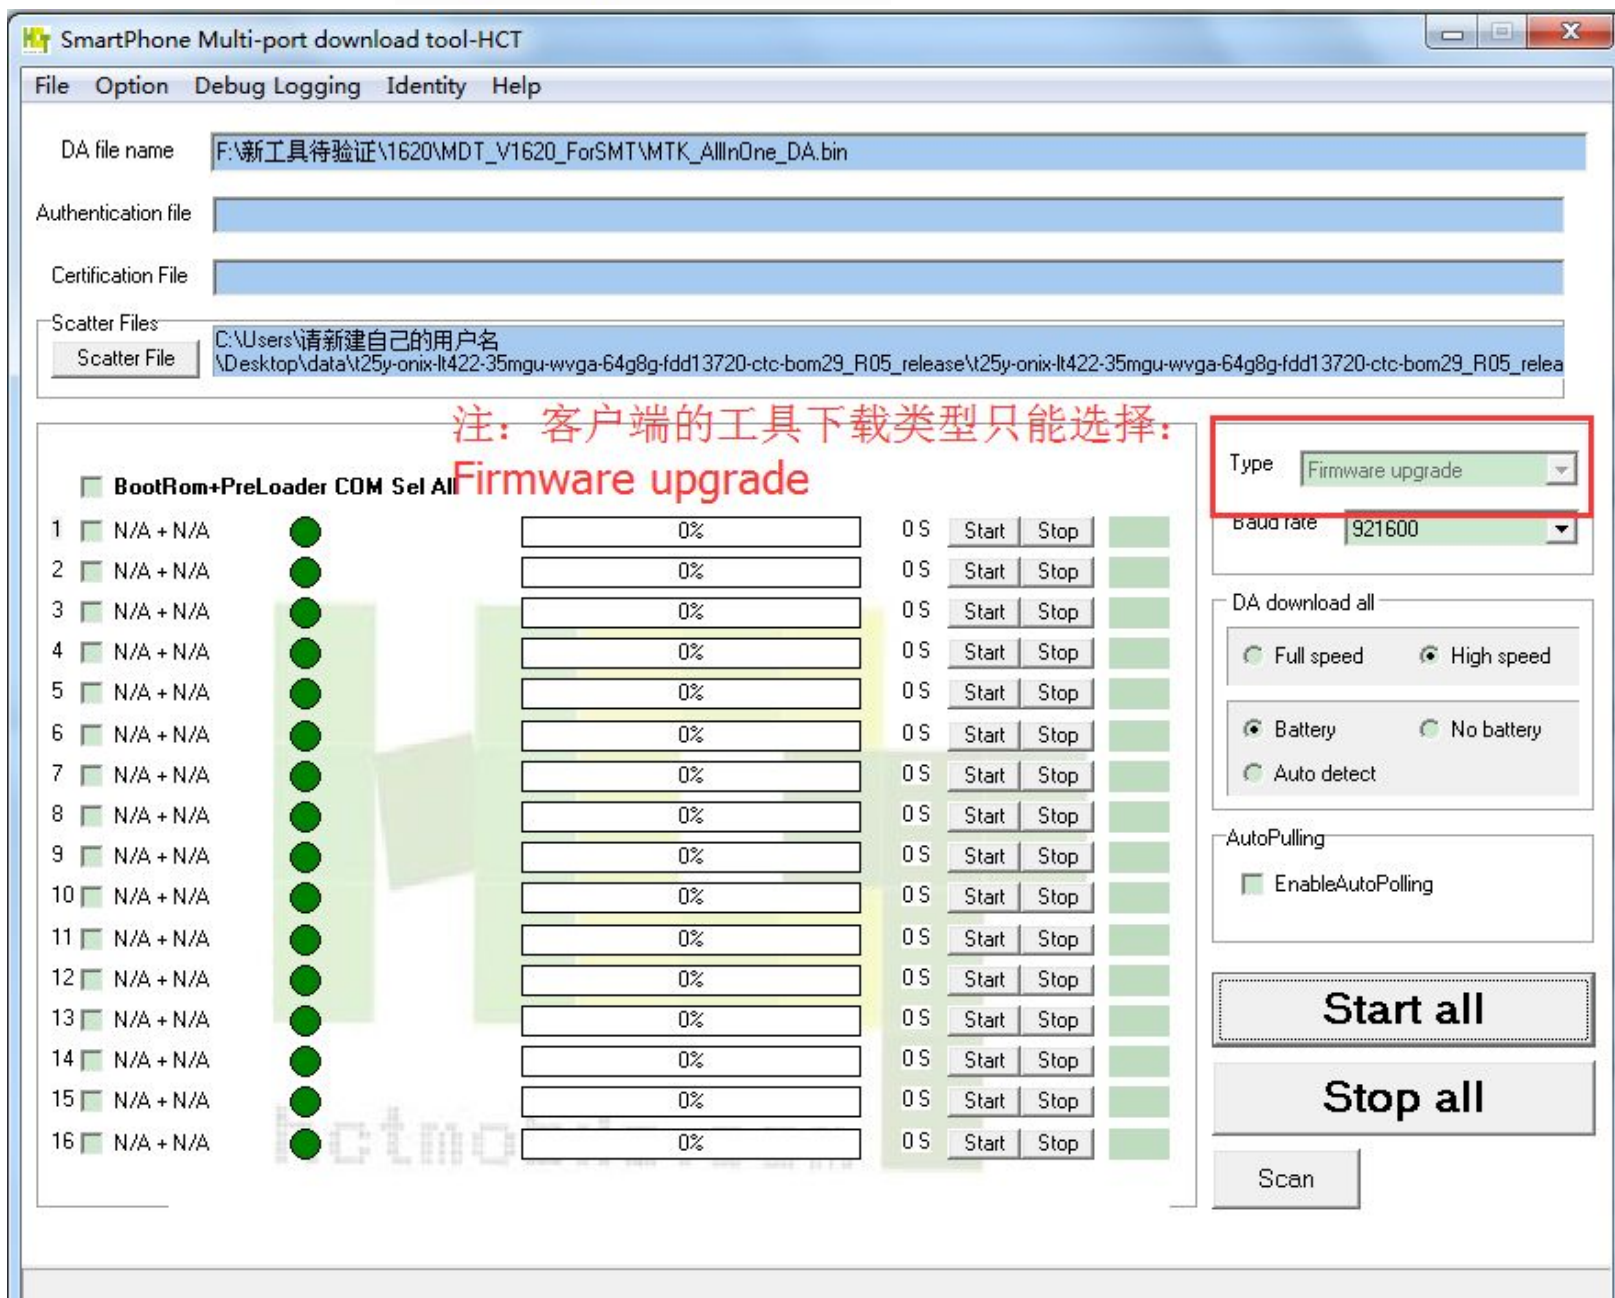 SmartPhone Multi-port download tool-HCT
File Option Debug Logging Identity Help
DA file name F:\新工具待验证\1620\MDT_V1620_ForSMT\MTK_AllInOne_DA.bin
Authentication file
Certification File
Scatter Files
Scatter File
C:\Users\请新建自己的用户名
\Desktop\data\t25y-onix-lt422-35mgu-wvga-64g8g-fdd13720-ctc-bom29_R05_release\t25y-onix-lt422-35mgu-wvga-64g8g-fdd13720-ctc-bom29_R05_relea
注：客户端的工具下载类型只能选择：
Firmware upgrade
BootRom+PreLoader COM Sel All
1 N/A + N/A 0% 0 S Start Stop
2 N/A + N/A 0% 0 S Start Stop
3 N/A + N/A 0% 0 S Start Stop
4 N/A + N/A 0% 0 S Start Stop
5 N/A + N/A 0% 0 S Start Stop
6 N/A + N/A 0% 0 S Start Stop
7 N/A + N/A 0% 0 S Start Stop
8 N/A + N/A 0% 0 S Start Stop
9 N/A + N/A 0% 0 S Start Stop
10 N/A + N/A 0% 0 S Start Stop
11 N/A + N/A 0% 0 S Start Stop
12 N/A + N/A 0% 0 S Start Stop
13 N/A + N/A 0% 0 S Start Stop
14 N/A + N/A 0% 0 S Start Stop
15 N/A + N/A 0% 0 S Start Stop
16 N/A + N/A 0% 0 S Start Stop
Type Firmware upgrade
Baud rate 921600
DA download all
Full speed High speed
Battery No battery
Auto detect
AutoPulling
EnableAutoPolling
Start all
Stop all
Scan